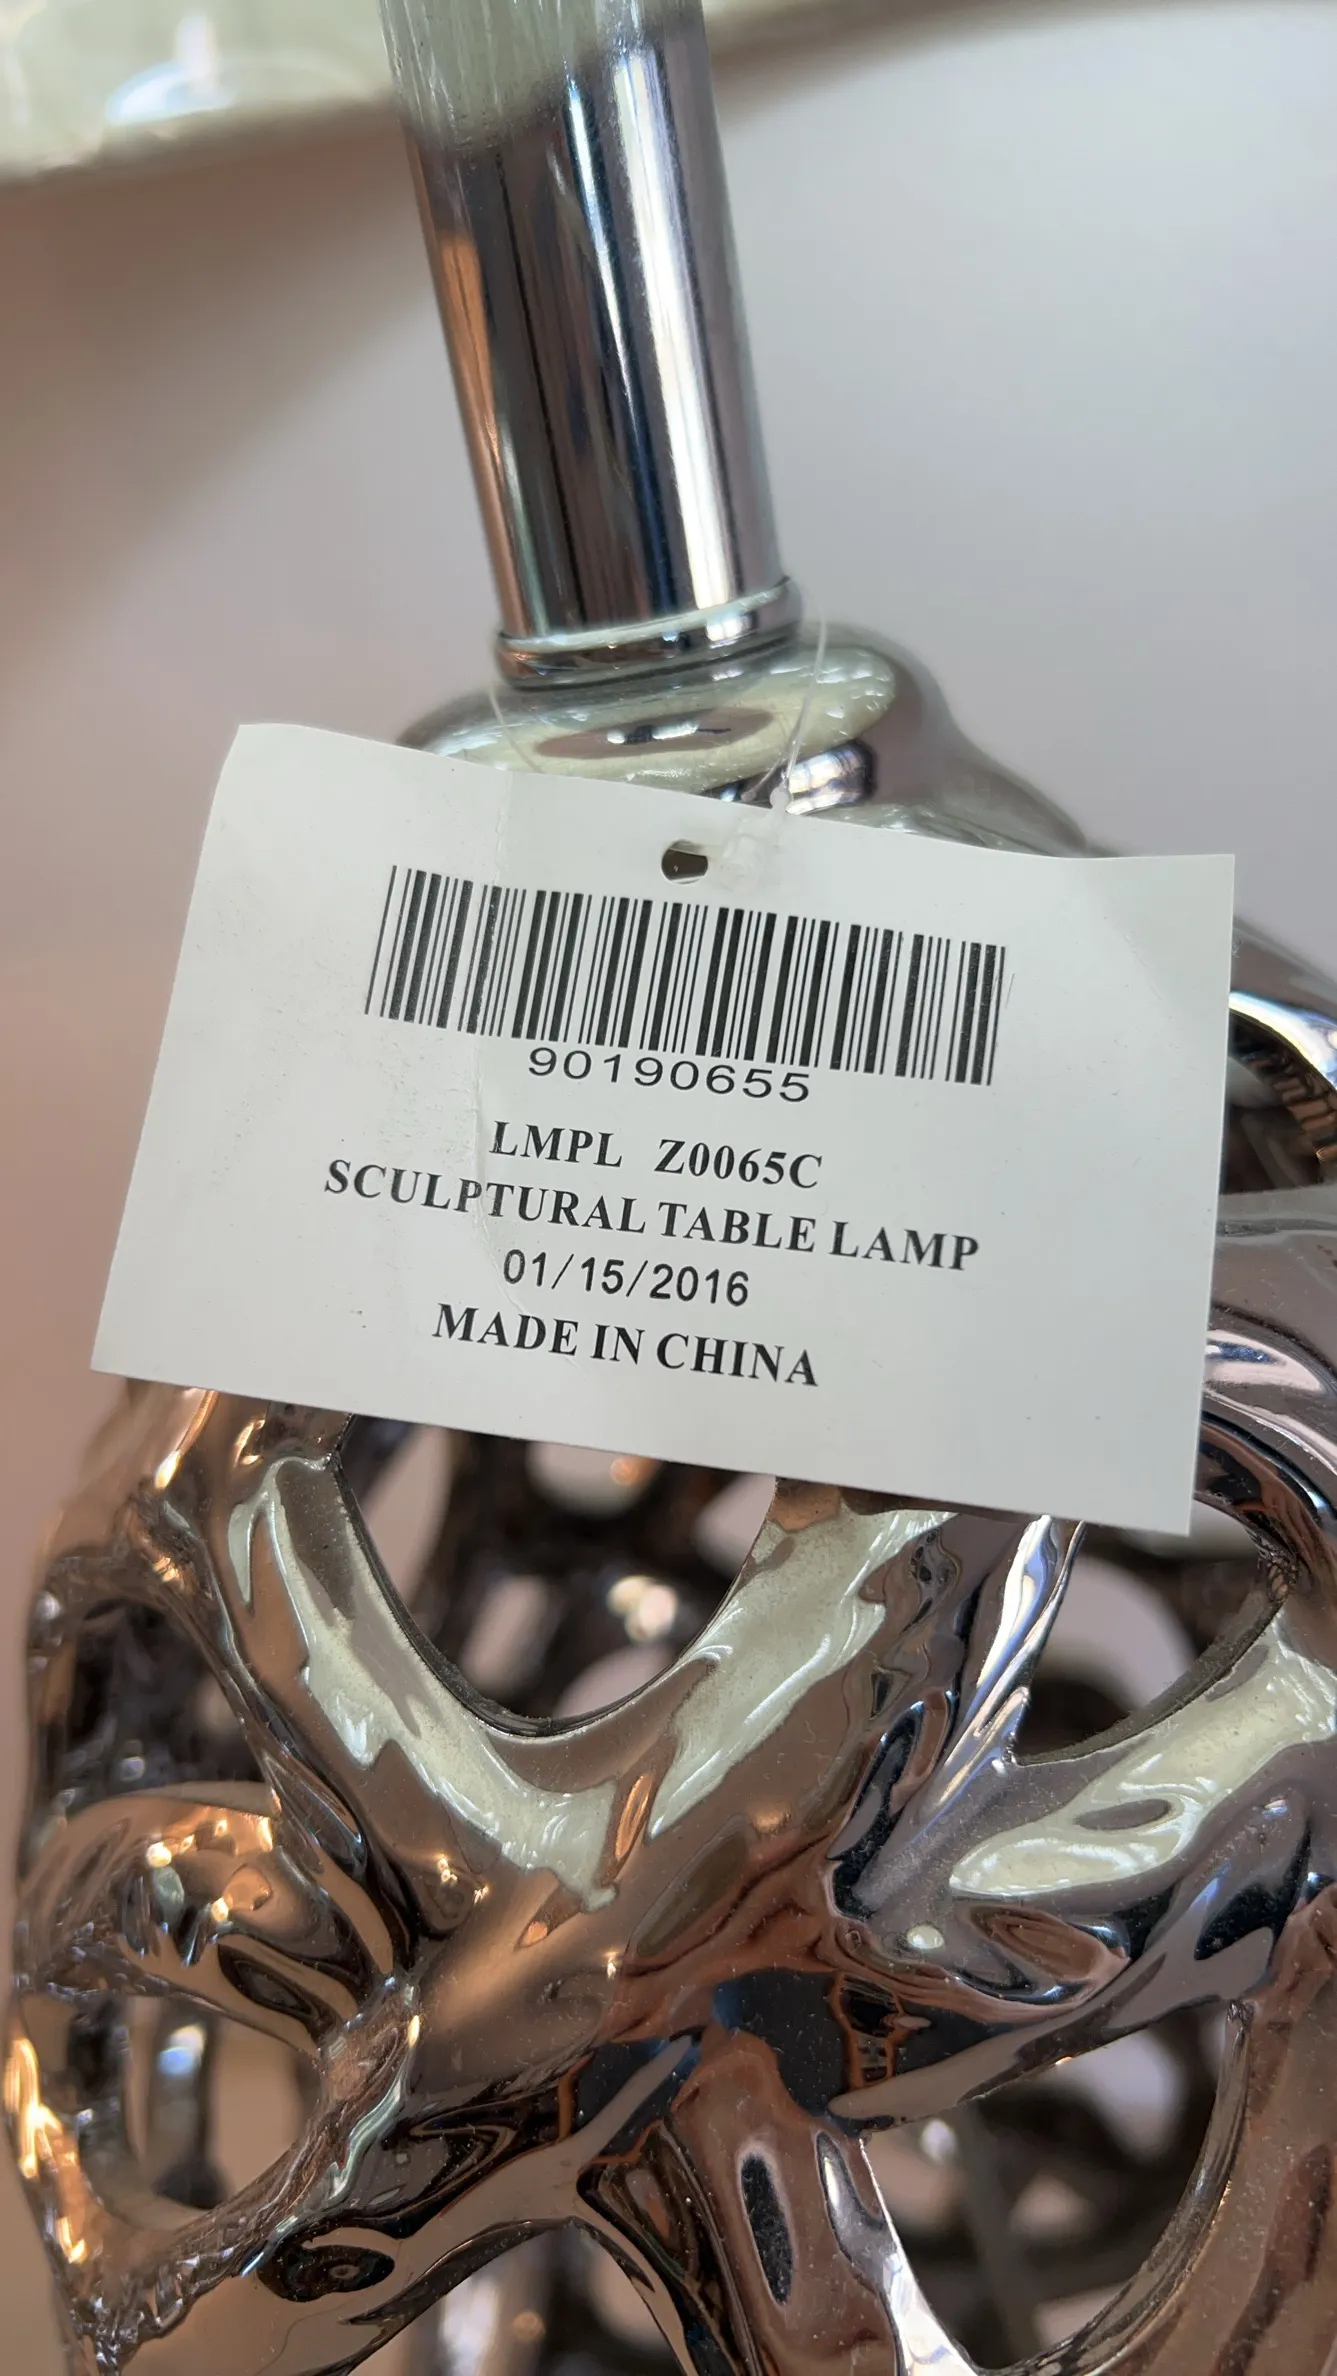 90190655
LMPL Z0065C
SCULPTURAL TABLE LAMP
01/15/2016
MADE IN CHINA